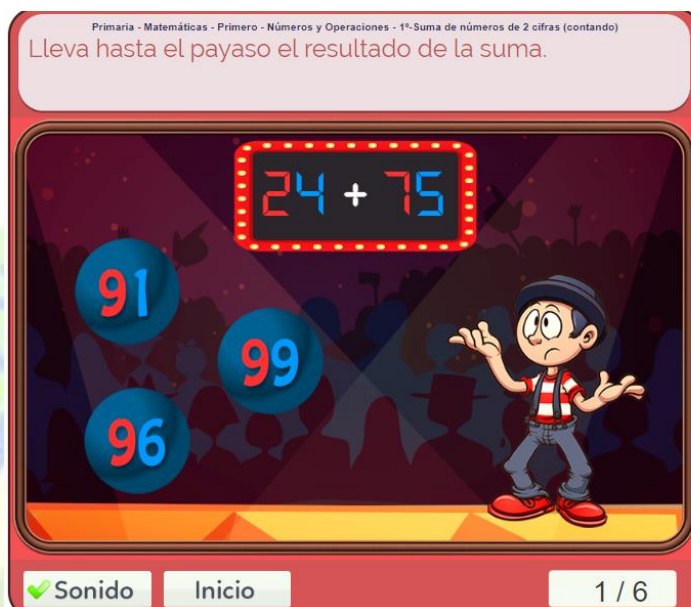 Primaria - Matemáticas - Primero - Números y Operaciones - 1º-Suma de números de 2 cifras (contando)
Lleva hasta el payaso el resultado de la suma.
24 + 75
91
99
96
Sonido
Inicio
1 / 6